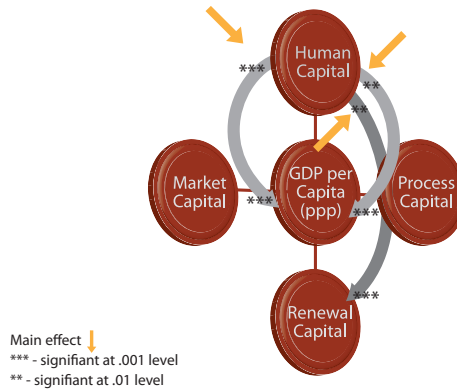 Human
Capital
***
**
**
Market
Capital
GDP per
Capita
(ppp)
Process
Capital
***
***
Renewal
Capital
***
Main effect
*** - signifiant at .001 level
** - signifiant at .01 level